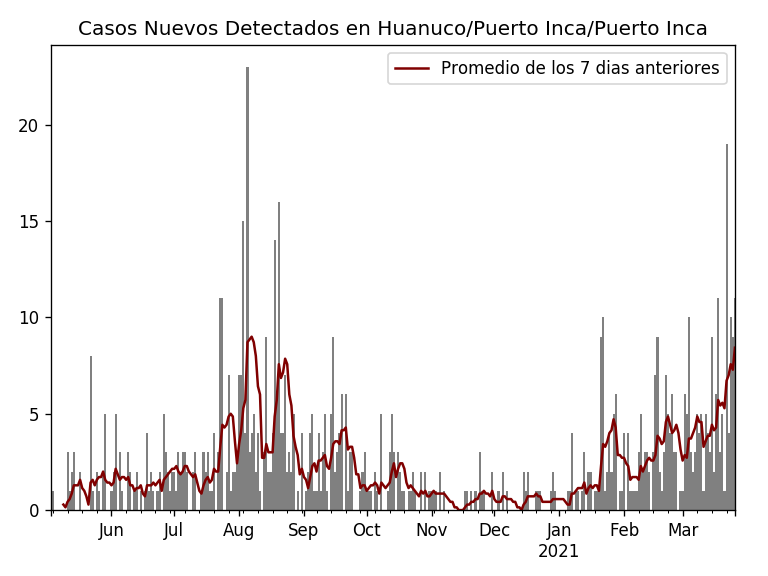 Casos Nuevos Detectados en Huanuco/Puerto Inca/Puerto Inca
Promedio de los 7 dias anteriores
20
15
10
5
0
Jun Jul Aug Sep Oct Nov Dec Jan Feb Mar
2021